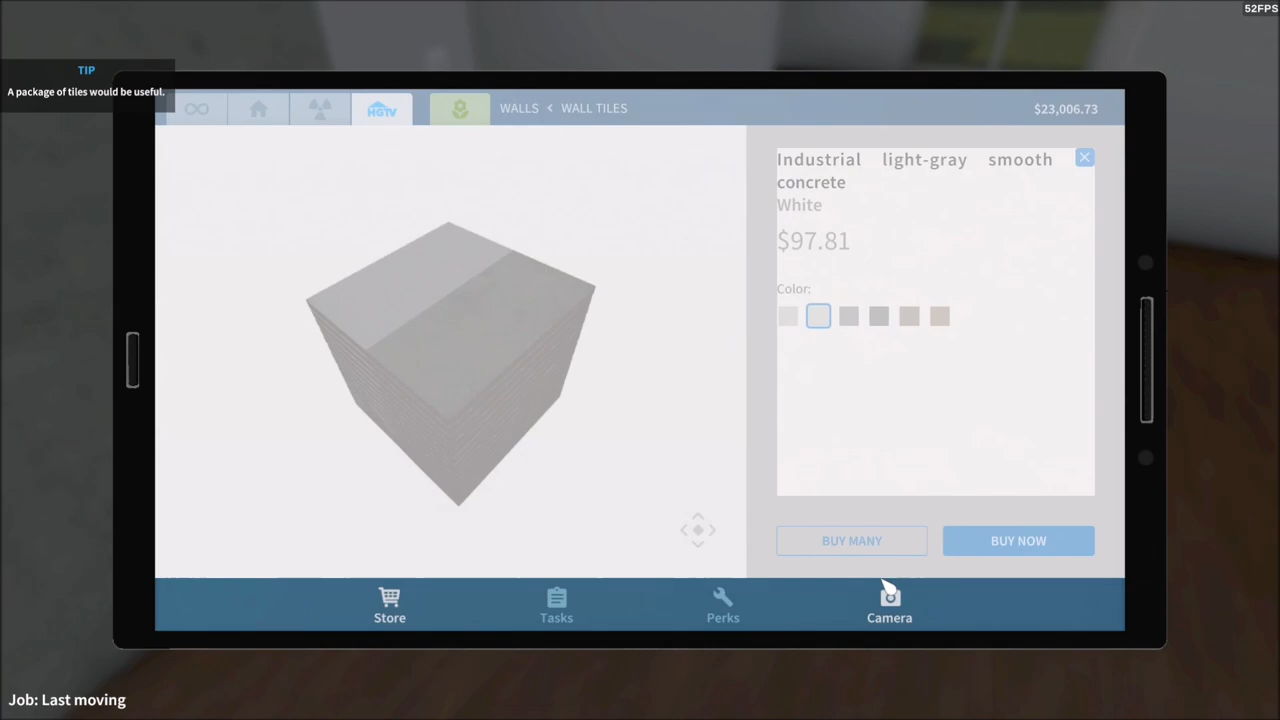 52FPS
TIP
A package of tiles would be useful.
HGTV
WALLS < WALL TILES
$23,006.73
Industrial light-gray smooth
concrete
White
$97.81
Color:
BUY MANY
BUY NOW
Store
Tasks
Perks
Camera
Job: Last moving